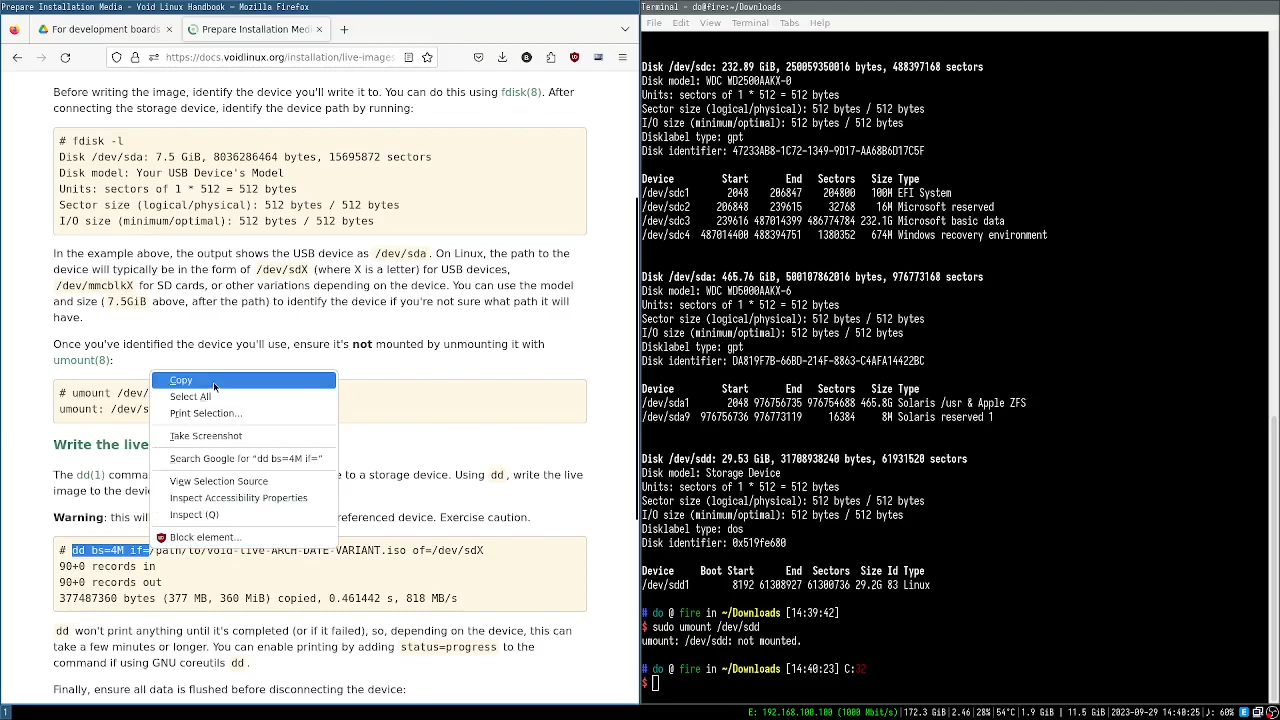 Prepare Installation Media - Void Linux Handbook — Mozilla Firefox
For development boards
Prepare Installation Med
https://docs.voidlinux.org/installation/live-images
Before writing the image, identify the device you'll write it to. You can do this using fdisk(8). After
connecting the storage device, identify the device path by running:
# fdisk -l
Disk /dev/sda: 7.5 GiB, 8036286464 bytes, 15695872 sectors
Disk model: Your USB Device's Model
Units: sectors of 1 * 512 = 512 bytes
Sector size (logical/physical): 512 bytes / 512 bytes
I/O size (minimum/optimal): 512 bytes / 512 bytes
In the example above, the output shows the USB device as /dev/sda. On Linux, the path to the
device will typically be in the form of /dev/sdX (where X is a letter) for USB devices,
/dev/mmcblkX for SD cards, or other variations depending on the device. You can use the model
and size ( 7.5GiB above, after the path) to identify the device if you're not sure what path it will
have.
Once you've identified the device you'll use, ensure it's not mounted by unmounting it with
umount(8):
# umount /dev/
umount: /dev/s
Copy
Select All
Print Selection...
Take Screenshot
Search Google for “dd bs=4M if=”
View Selection Source
Inspect Accessibility Properties
Inspect (Q)
Block element...
Write the live
The dd(1) comma e to a storage device. Using dd, write the live
image to the devic
Warning: this will referenced device. Exercise caution.
# dd bs=4M if=/path/to/void-live-ARCH-DATE-VARIANT.iso of=/dev/sdX
90+0 records in
90+0 records out
377487360 bytes (377 MB, 360 MiB) copied, 0.461442 s, 818 MB/s
dd won't print anything until it's completed (or if it failed), so, depending on the device, this can
take a few minutes or longer. You can enable printing by adding status=progress to the
command if using GNU coreutils dd.
Finally, ensure all data is flushed before disconnecting the device:
Terminal - do@fire:~/Downloads
File Edit View Terminal Tabs Help
Disk /dev/sdc: 232.89 GiB, 250059350016 bytes, 488397168 sectors
Disk model: WDC WD2500AAKX-0
Units: sectors of 1 * 512 = 512 bytes
Sector size (logical/physical): 512 bytes / 512 bytes
I/O size (minimum/optimal): 512 bytes / 512 bytes
Disklabel type: gpt
Disk identifier: 47233AB8-1C72-1349-9D17-AA68B6D17C5F
Device Start End Sectors Size Type
/dev/sdc1 2048 206847 204800 100M EFI System
/dev/sdc2 206848 239615 32768 16M Microsoft reserved
/dev/sdc3 239616 487014399 486774784 232.1G Microsoft basic data
/dev/sdc4 487014400 488394751 1380352 674M Windows recovery environment
Disk /dev/sda: 465.76 GiB, 500107862016 bytes, 976773168 sectors
Disk model: WDC WD5000AAKX-6
Units: sectors of 1 * 512 = 512 bytes
Sector size (logical/physical): 512 bytes / 512 bytes
I/O size (minimum/optimal): 512 bytes / 512 bytes
Disklabel type: gpt
Disk identifier: DA819F7B-66BD-214F-8863-C4AFA14422BC
Device Start End Sectors Size Type
/dev/sda1 2048 976756735 976754688 465.8G Solaris /usr & Apple ZFS
/dev/sda9 976756736 976773119 16384 8M Solaris reserved 1
Disk /dev/sdd: 29.53 GiB, 31708938240 bytes, 61931520 sectors
Disk model: Storage Device
Units: sectors of 1 * 512 = 512 bytes
Sector size (logical/physical): 512 bytes / 512 bytes
I/O size (minimum/optimal): 512 bytes / 512 bytes
Disklabel type: dos
Disk identifier: 0x519fe680
Device Boot Start End Sectors Size Id Type
/dev/sdd1 8192 61308927 61300736 29.2G 83 Linux
# do @ fire in ~/Downloads [14:39:42]
$ sudo umount /dev/sdd
umount: /dev/sdd: not mounted.
# do @ fire in ~/Downloads [14:40:23] C:32
$
1
E: 192.168.100.100 (1000 Mbit/s)|172.3 GiB|2.46|28%|54°C|1.9 GiB | 11.5 GiB|2023-09-29 14:40:25|♪: 60%